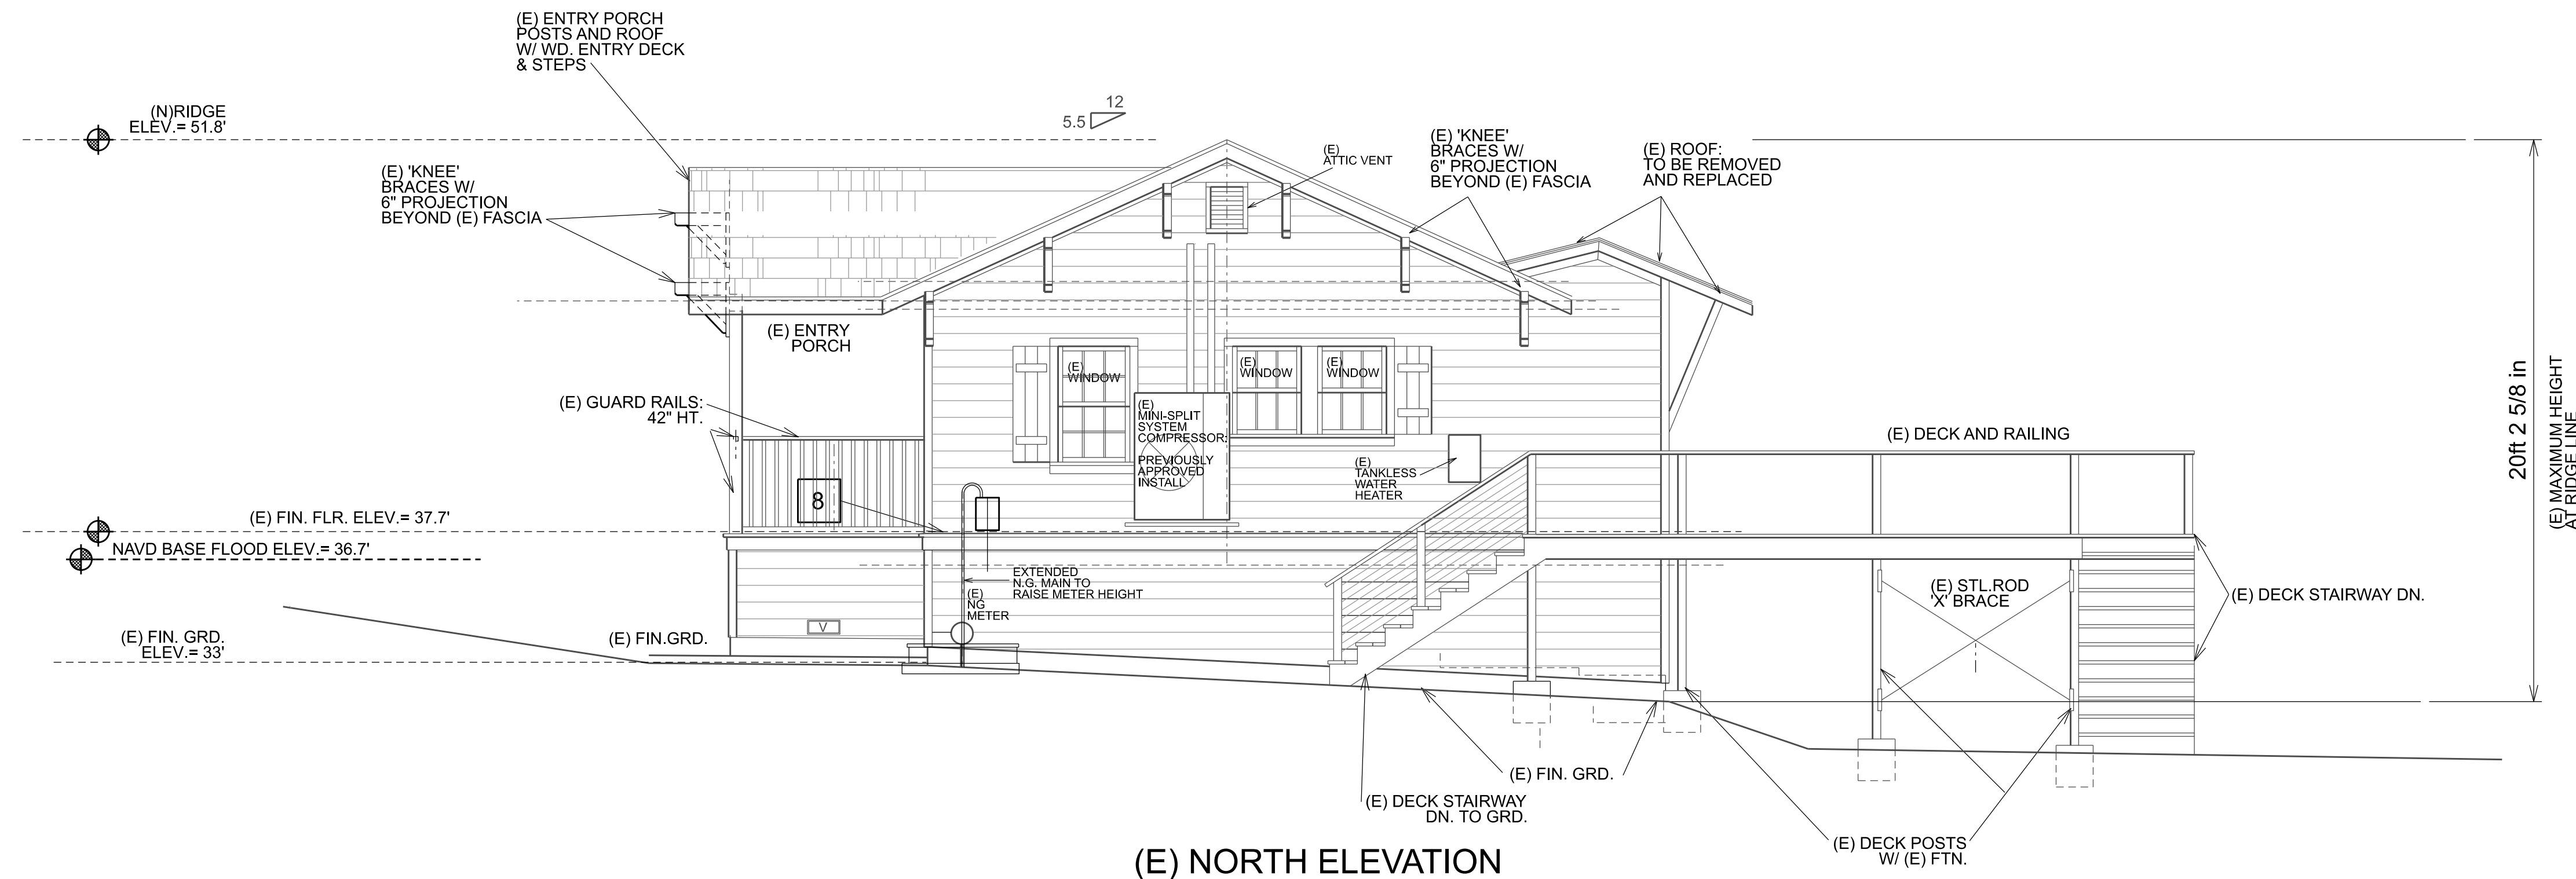 (E) ENTRY PORCH
POSTS AND ROOF
W/ WD. ENTRY DECK
& STEPS
12
5.5
(N)RIDGE
ELEV.= 51.8'
(E) 'KNEE'
BRACES W/
6" PROJECTION
BEYOND (E) FASCIA
(E)
ATTIC VENT
(E) 'KNEE'
BRACES W/
6" PROJECTION
BEYOND (E) FASCIA
(E) ROOF:
TO BE REMOVED
AND REPLACED
(E) ENTRY
PORCH
(E)
WINDOW
(E)
WINDOW
(E)
WINDOW
(E) GUARD RAILS:
42" HT.
(E)
MINI-SPLIT
SYSTEM
COMPRESSOR:
PREVIOUSLY
APPROVED
INSTALL
(E)
TANKLESS
WATER
HEATER
(E) DECK AND RAILING
20ft 2 5/8 in
(E) MAXIMUM HEIGHT
AT RIDGE LINE
8
(E) FIN. FLR. ELEV.= 37.7'
NAVD BASE FLOOD ELEV.= 36.7'
EXTENDED
N.G. MAIN TO
RAISE METER HEIGHT
(E)
NG
METER
(E) STL.ROD
'X' BRACE
(E) DECK STAIRWAY DN.
V
(E) FIN. GRD.
ELEV.= 33'
(E) FIN.GRD.
(E) FIN. GRD.
(E) DECK STAIRWAY
DN. TO GRD.
(E) DECK POSTS
W/ (E) FTN.
(E) NORTH ELEVATION